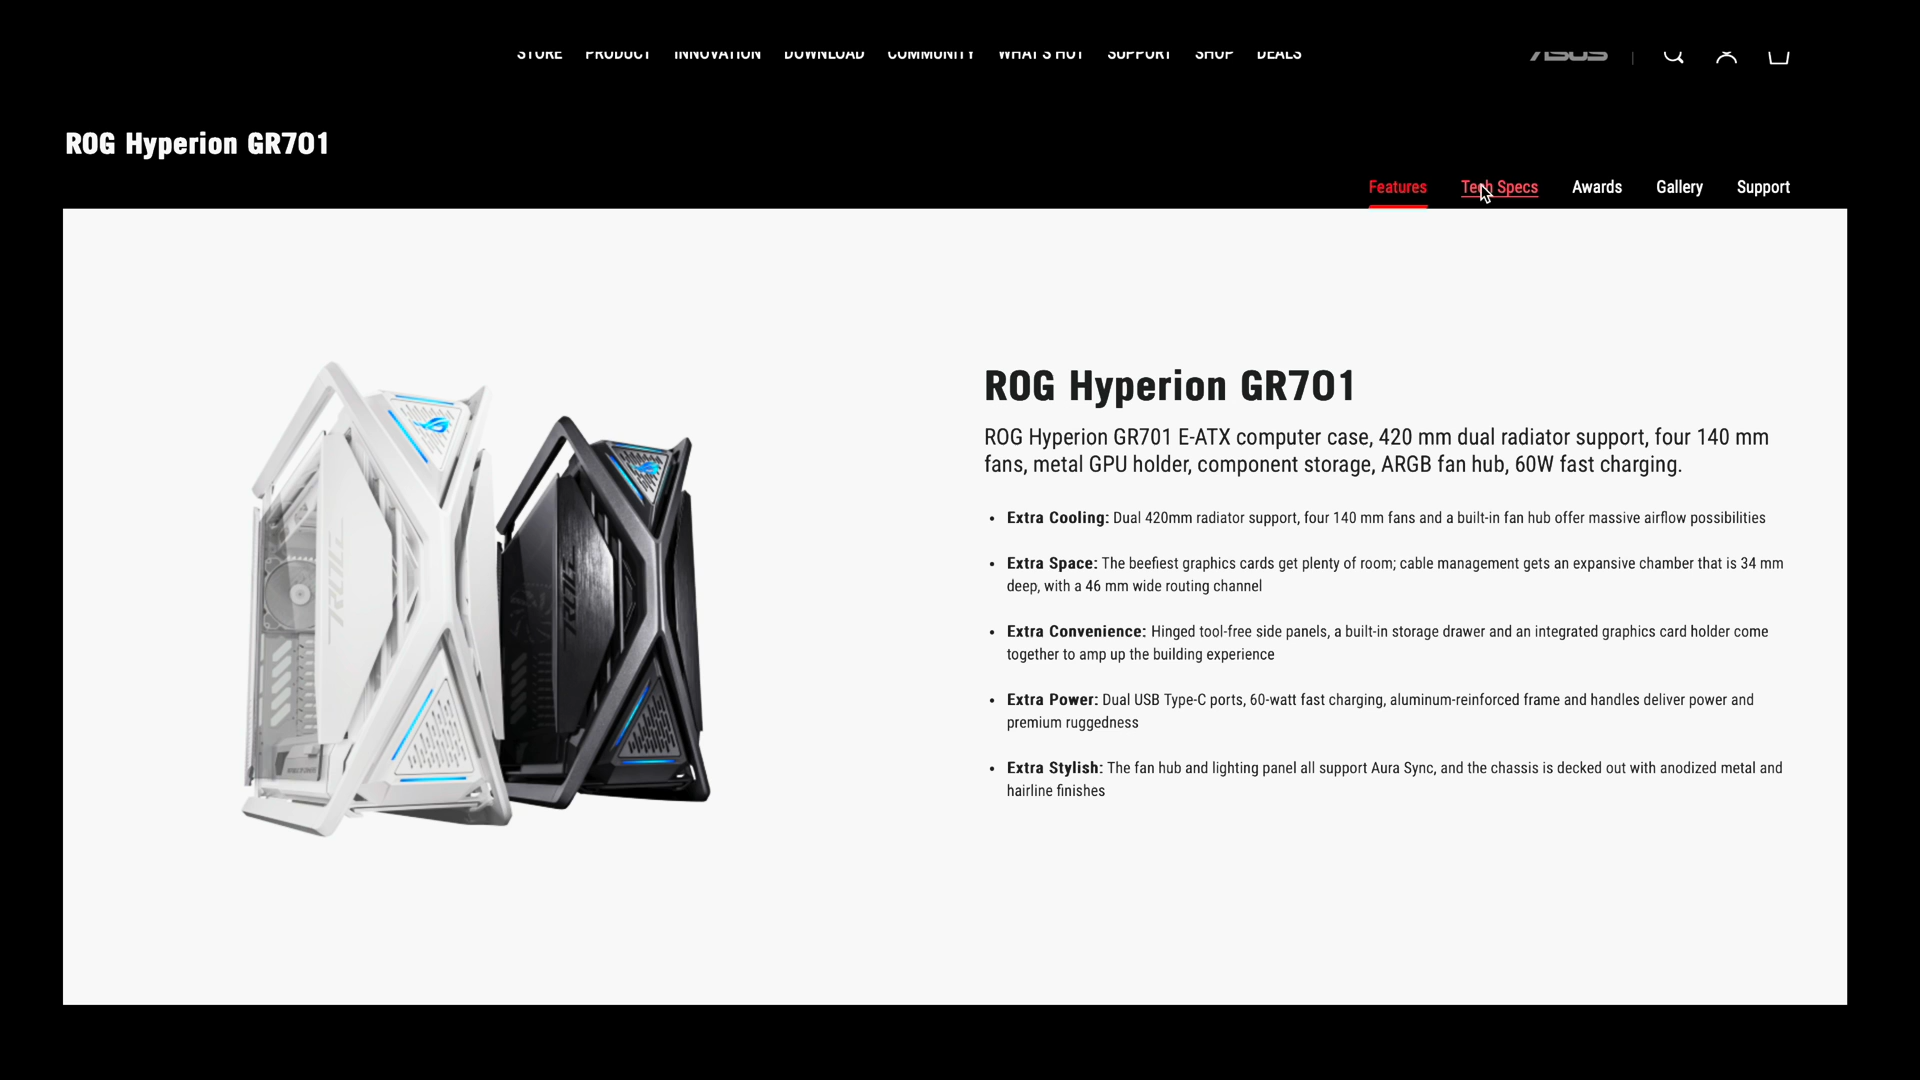 STORE PRODUCT INNOVATION DOWNLOAD COMMUNITY WHAT'S HOT SUPPORT SHOP DEALS
ASUS
ROG Hyperion GR701
Features Tech Specs Awards Gallery Support
ROG Hyperion GR701
ROG Hyperion GR701 E-ATX computer case, 420 mm dual radiator support, four 140 mm
fans, metal GPU holder, component storage, ARGB fan hub, 60W fast charging.
• Extra Cooling: Dual 420mm radiator support, four 140 mm fans and a built-in fan hub offer massive airflow possibilities
• Extra Space: The beefiest graphics cards get plenty of room; cable management gets an expansive chamber that is 34 mm
deep, with a 46 mm wide routing channel
• Extra Convenience: Hinged tool-free side panels, a built-in storage drawer and an integrated graphics card holder come
together to amp up the building experience
• Extra Power: Dual USB Type-C ports, 60-watt fast charging, aluminum-reinforced frame and handles deliver power and
premium ruggedness
• Extra Stylish: The fan hub and lighting panel all support Aura Sync, and the chassis is decked out with anodized metal and
hairline finishes
ROG
ROG